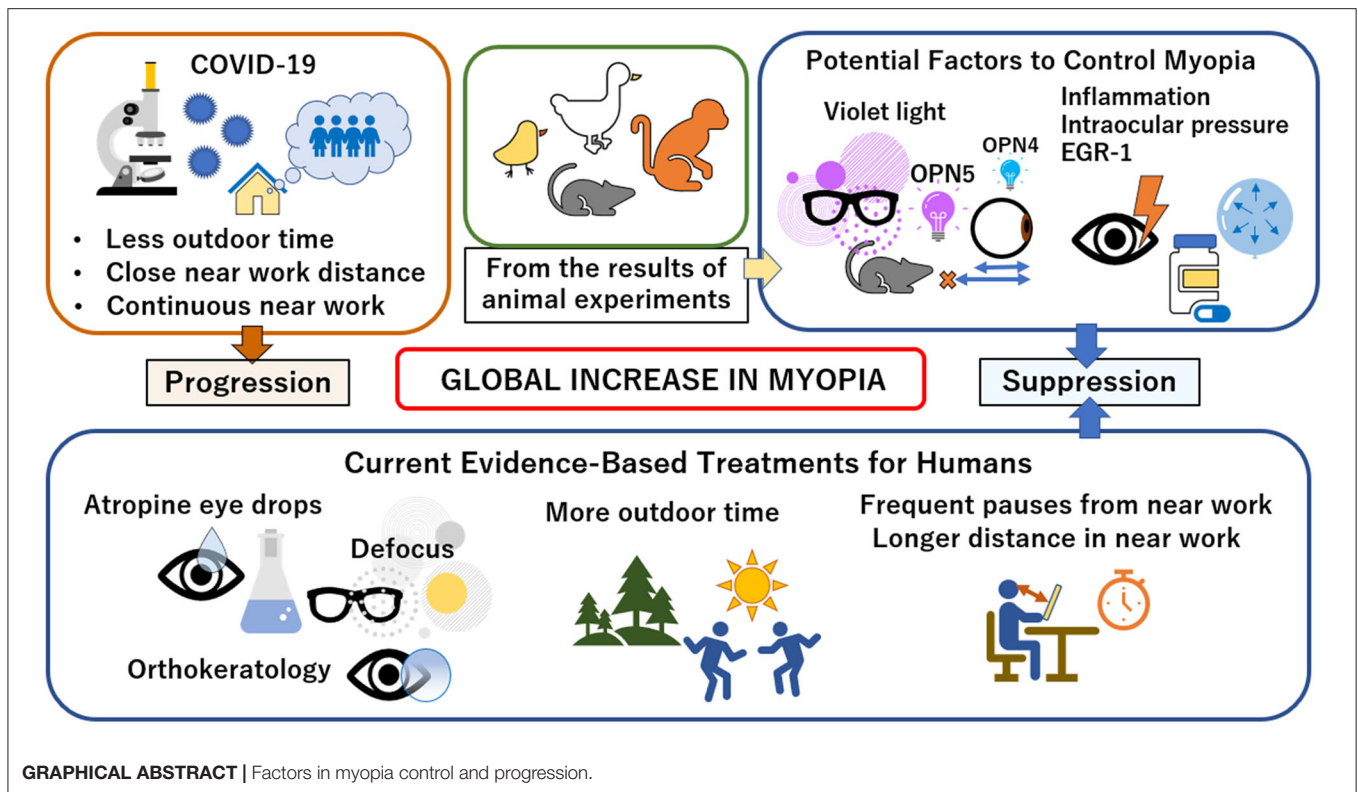 COVID-19
• Less outdoor time
• Close near work distance
• Continuous near work
Progression
From the results of
animal experiments
Potential Factors to Control Myopia
Violet light
OPN5
OPN4
Inflammation
Intraocular pressure
EGR-1
GLOBAL INCREASE IN MYOPIA
Suppression
Current Evidence-Based Treatments for Humans
Atropine eye drops
Defocus
Orthokeratology
More outdoor time
Frequent pauses from near work
Longer distance in near work
GRAPHICAL ABSTRACT | Factors in myopia control and progression.